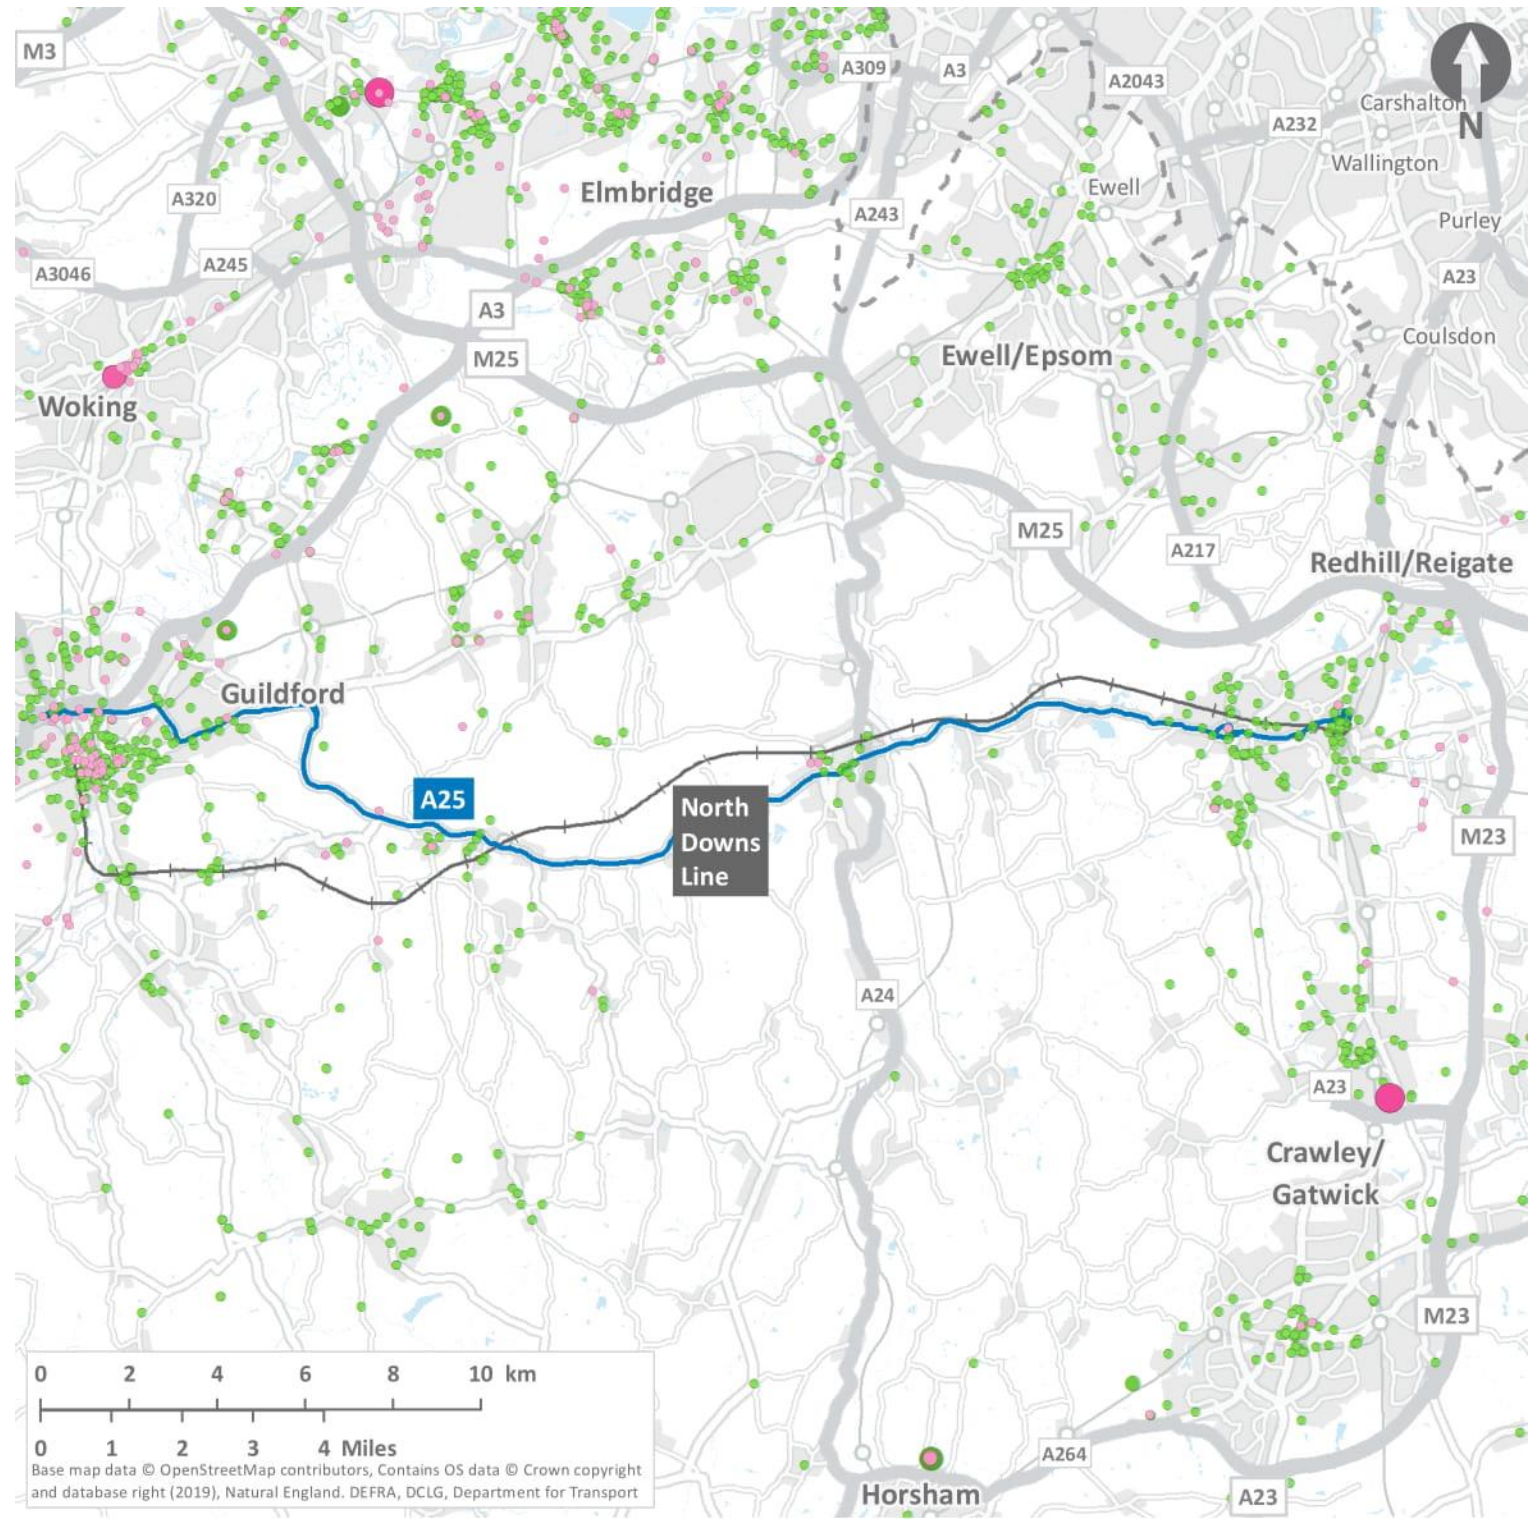 M3
A309
A3
A2043
Carshalton
N
A232
Wallington
Ewell
A320
Elmbridge
A243
Purley
A3046
A245
A23
A3
Coulsdon
M25
Ewell/Epsom
Woking
M25
A217
Redhill/Reigate
Guildford
A25
North
Downs
Line
M23
A24
A23
Crawley/
Gatwick
M23
0 2 4 6 8 10 km
0 1 2 3 4 Miles
Base map data © OpenStreetMap contributors, Contains OS data © Crown copyright
and database right (2019), Natural England. DEFRA, DCLG, Department for Transport
A264
Horsham
A23